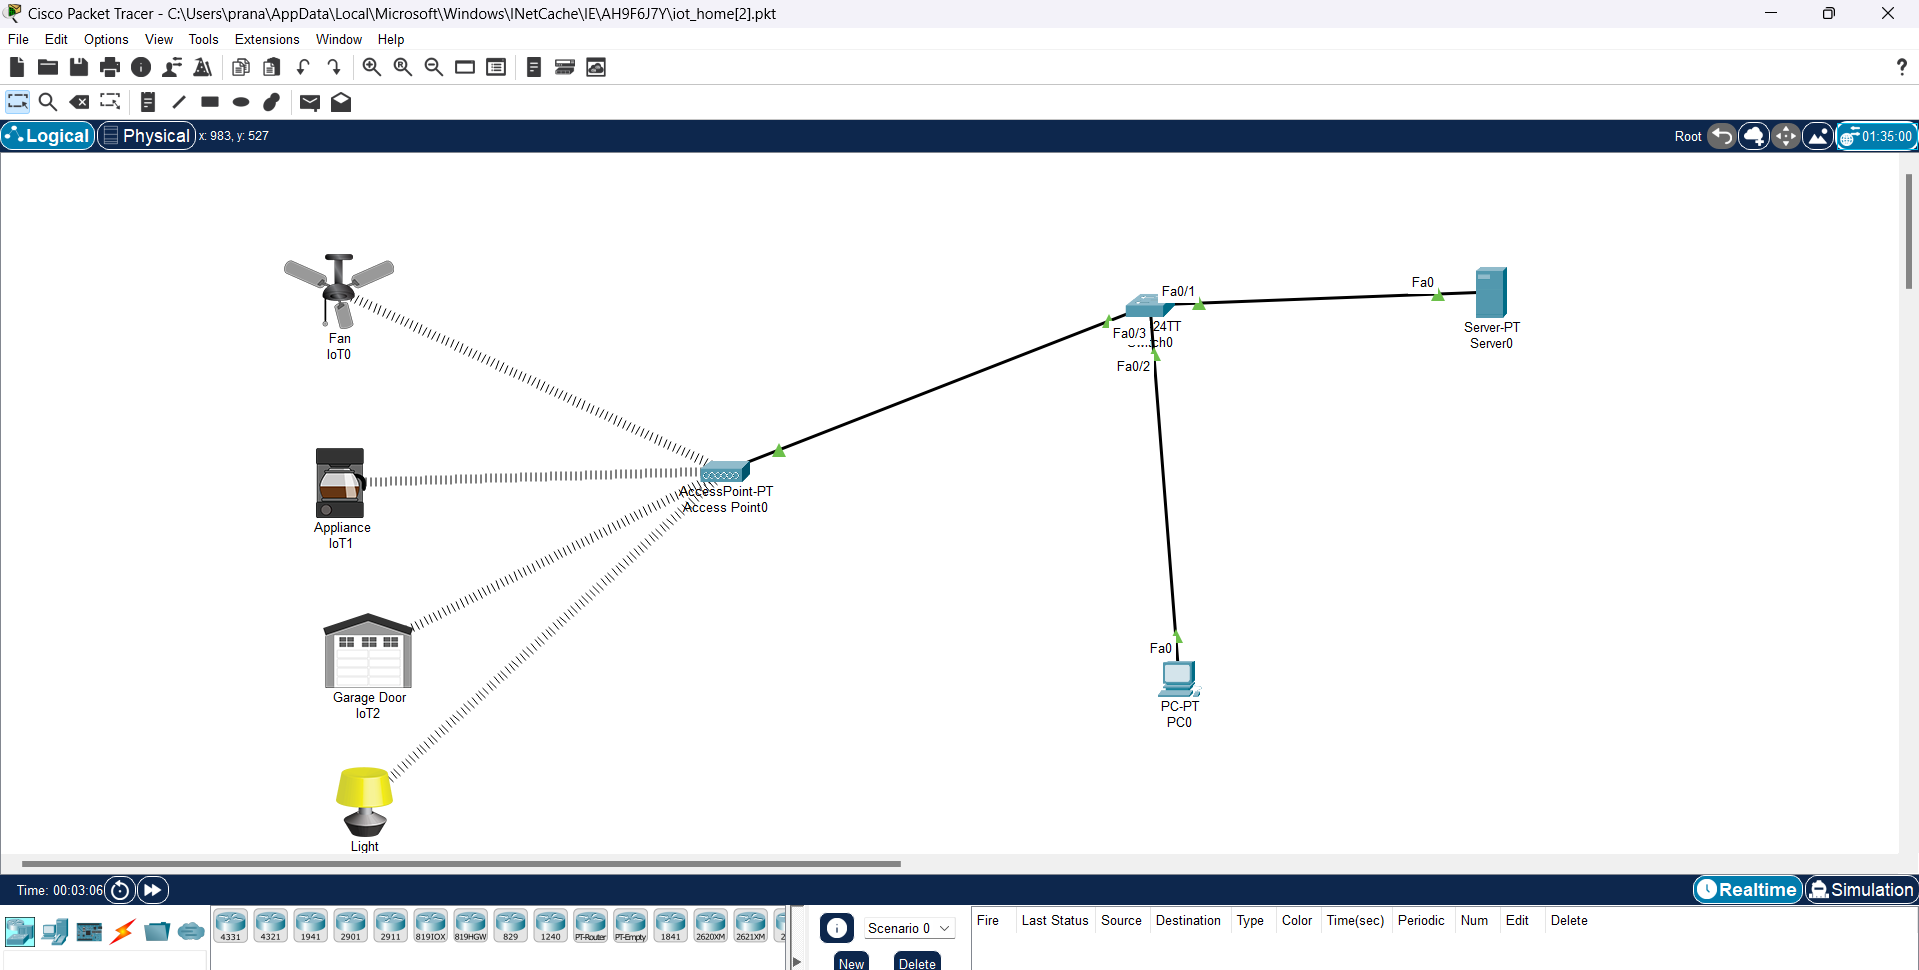 Cisco Packet Tracer - C:\Users\prana\AppData\Local\Microsoft\Windows\INetCache\IE\AH9F6J7Y\iot_home[2].pkt
File Edit Options View Tools Extensions Window Help
Logical Physical x: 983, y: 527 Root 01:35:00
Fa0/1
Fa0
Server-PT
Server0
Fa0/3 24TT
ch0
Fa0/2
Fan
IoT0
AccessPoint-PT
Access Point0
Appliance
IoT1
Fa0
PC-PT
PC0
Garage Door
IoT2
Light
Time: 00:03:06 Realtime Simulation
4331 4321 1941 2901 2911 819IOX 819HGW 829 1240 PT-Router PT-Empty 1841 2620XM 2621XM 2
Scenario 0
New Delete
Fire Last Status Source Destination Type Color Time(sec) Periodic Num Edit Delete